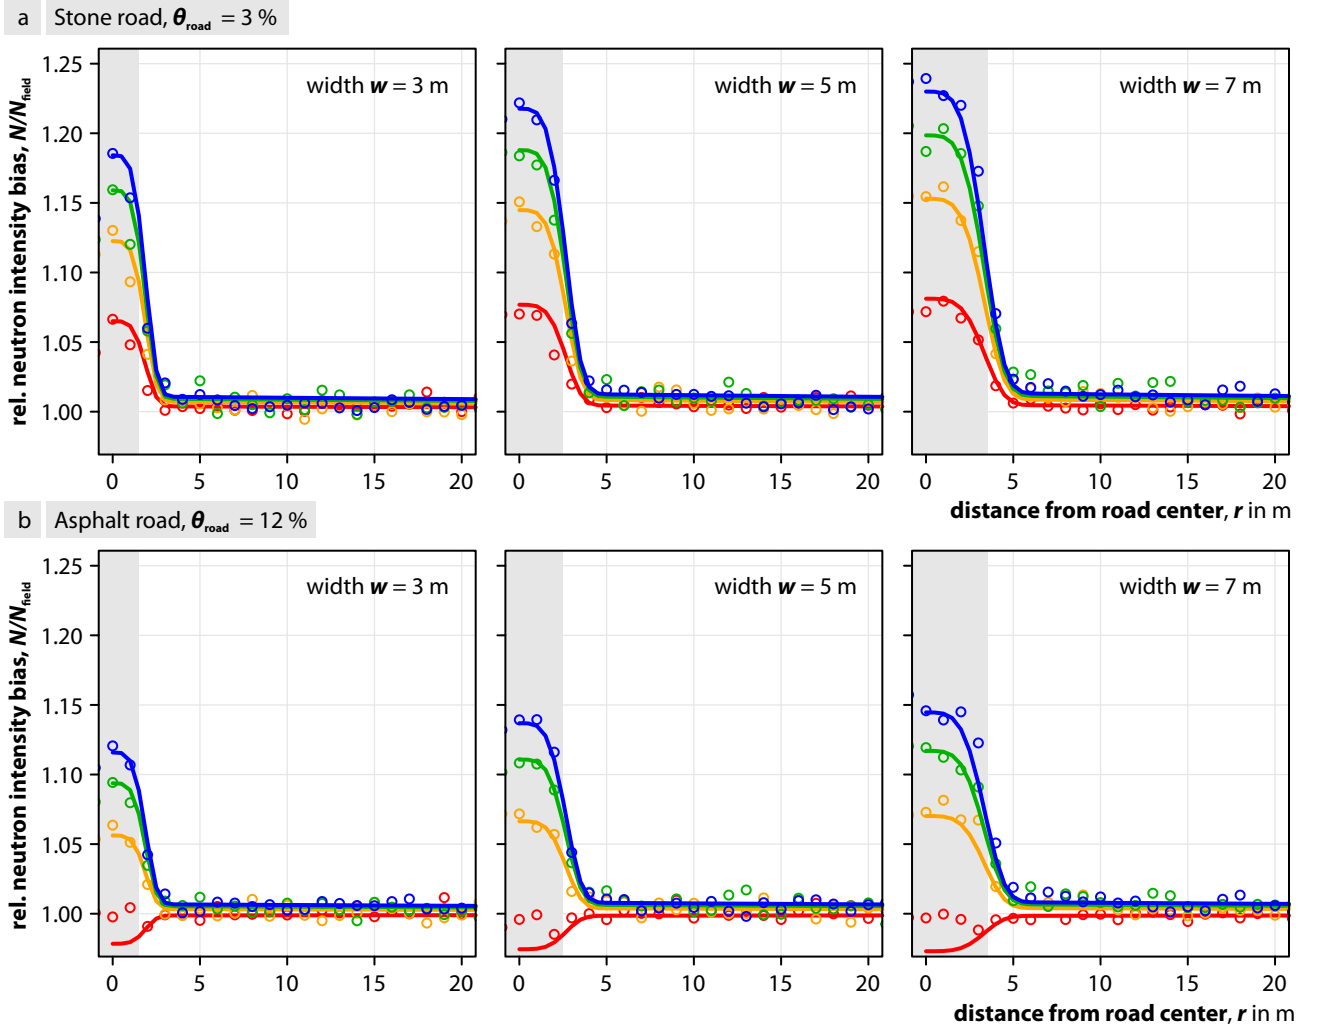 a Stone road, θroad = 3 %
rel. neutron intensity bias, N/Nfield
1.25
1.20
1.15
1.10
1.05
1.00
width w = 3 m
width w = 5 m
width w = 7 m
0 5 10 15 20
0 5 10 15 20
0 5 10 15 20
distance from road center, r in m
b Asphalt road, θroad = 12 %
rel. neutron intensity bias, N/Nfield
1.25
1.20
1.15
1.10
1.05
1.00
width w = 3 m
width w = 5 m
width w = 7 m
0 5 10 15 20
0 5 10 15 20
0 5 10 15 20
distance from road center, r in m